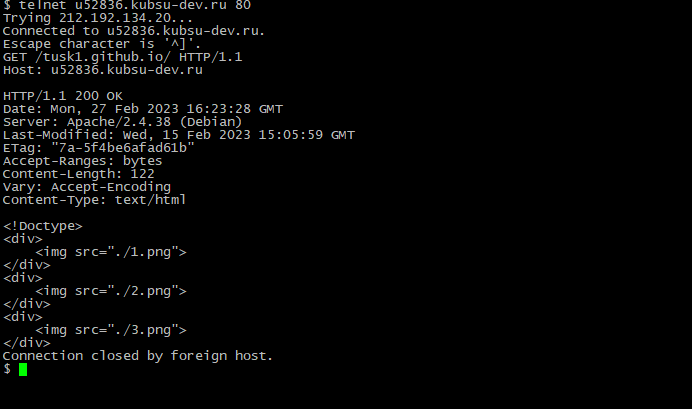 $ telnet u52836.kubsu-dev.ru 80
Trying 212.192.134.20...
Connected to u52836.kubsu-dev.ru.
Escape character is '^]'.
GET /tusk1.github.io/ HTTP/1.1
Host: u52836.kubsu-dev.ru

HTTP/1.1 200 OK
Date: Mon, 27 Feb 2023 16:23:28 GMT
Server: Apache/2.4.38 (Debian)
Last-Modified: Wed, 15 Feb 2023 15:05:59 GMT
ETag: "7a-5f4be6afad61b"
Accept-Ranges: bytes
Content-Length: 122
Vary: Accept-Encoding
Content-Type: text/html

<!Doctype>
<div>
    <img src="./1.png">
</div>
<div>
    <img src="./2.png">
</div>
<div>
    <img src="./3.png">
</div>
Connection closed by foreign host.
$